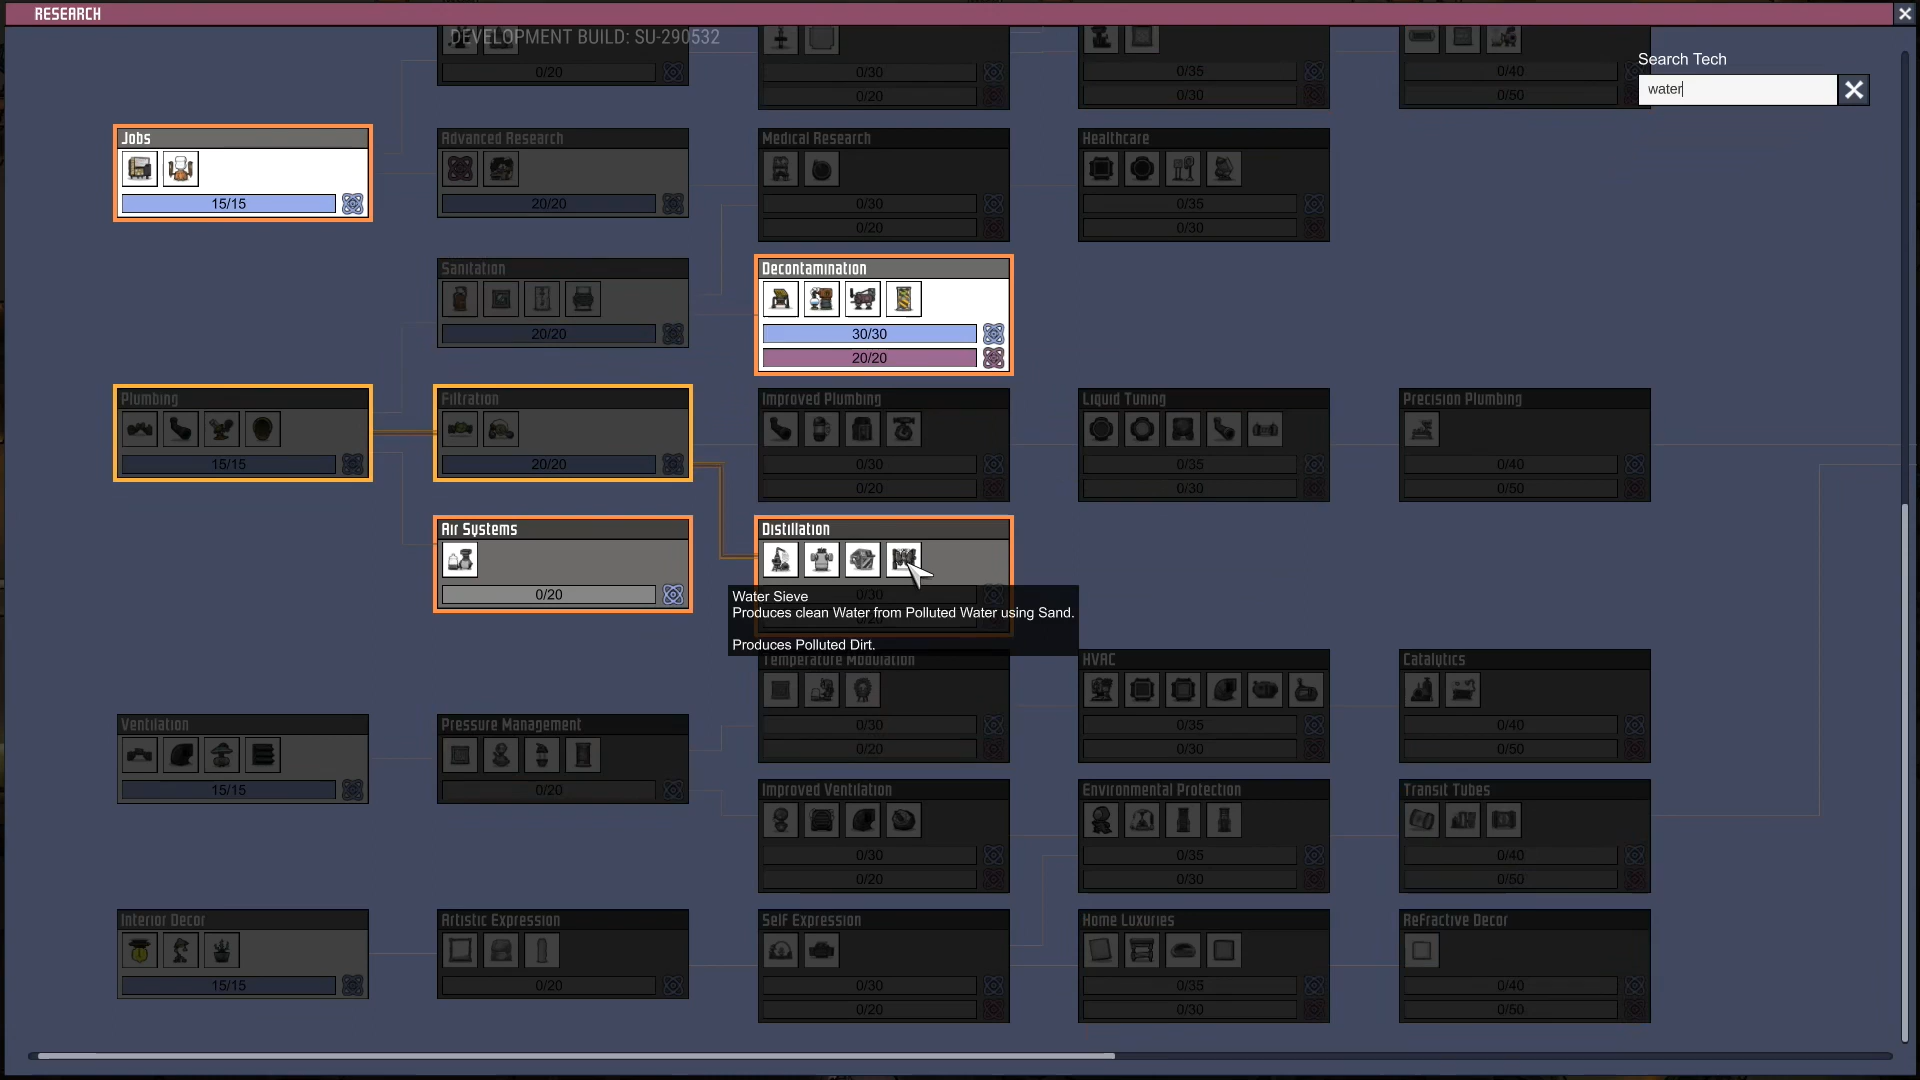 RESEARCH
DEVELOPMENT BUILD: SU-290532
Search Tech
water
0/20
0/30
0/20
0/35
0/30
0/40
0/50
Jobs
15/15
Advanced Research
20/20
Medical Research
0/30
0/20
Healthcare
0/35
0/30
Sanitation
20/20
Decontamination
30/30
20/20
Plumbing
15/15
Filtration
20/20
Improved Plumbing
0/30
0/20
Liquid Tuning
0/35
0/30
Precision Plumbing
0/40
0/50
Air Systems
0/20
Distillation
0/30
Water Sieve
Produces clean Water from Polluted Water using Sand.
Produces Polluted Dirt.
Temperature Modulation
0/30
0/20
HVAC
0/35
0/30
Catalytics
0/40
0/50
Ventilation
15/15
Pressure Management
0/20
Improved Ventilation
0/30
0/20
Environmental Protection
0/35
0/30
Transit Tubes
0/40
0/50
Interior Decor
15/15
Artistic Expression
0/20
Self Expression
0/30
0/20
Home Luxuries
0/35
0/30
Refractive Decor
0/40
0/50